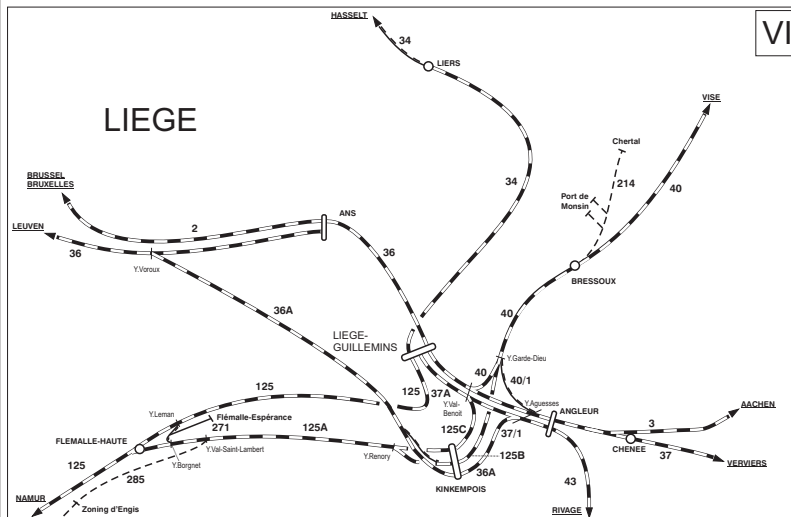 HASSELT
VI
34
LIERS
LIEGE
VISE
Chertal
214
40
Port de
Monsin
34
BRUSSEL
BRUXELLES
LEUVEN
2
ANS
36
36
Y.Voroux
BRESSOUX
36A
40
LIEGE-
GUILLEMINS
Y.Garde-Dieu
40
40/1
125
125
37A
Y.Val-
Benoit
Y.Aguesses
AACHEN
Y.Leman
Flémalle-Espérance
ANGLEUR
3
271
125A
125C
37/1
FLEMALLE-HAUTE
Y.Val-Saint-Lambert
CHENEE
Y.Borgnet
Y.Renory
125B
37
VERVIERS
125
285
36A
KINKEMPOIS
43
NAMUR
Zoning d'Engis
RIVAGE